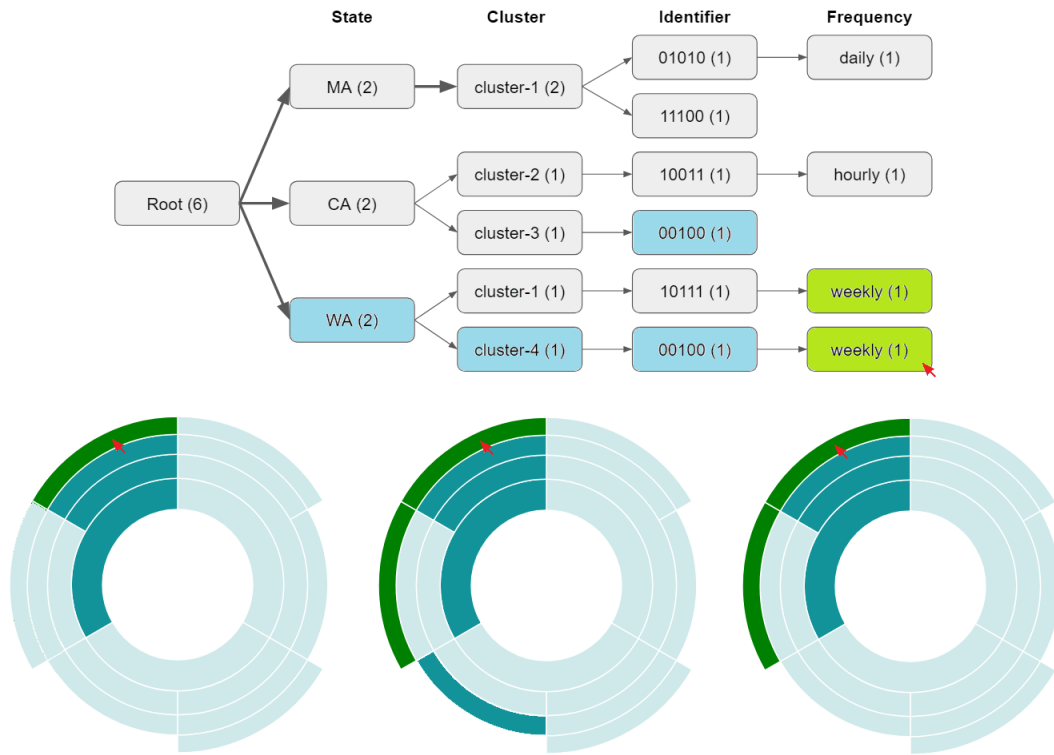 State Cluster Identifier Frequency
01010 (1) daily (1)
MA (2) cluster-1 (2)
11100 (1)
cluster-2 (1) 10011 (1) hourly (1)
Root (6) CA (2)
cluster-3 (1) 00100 (1)
cluster-1 (1) 10111 (1) weekly (1)
WA (2)
cluster-4 (1) 00100 (1) weekly (1)